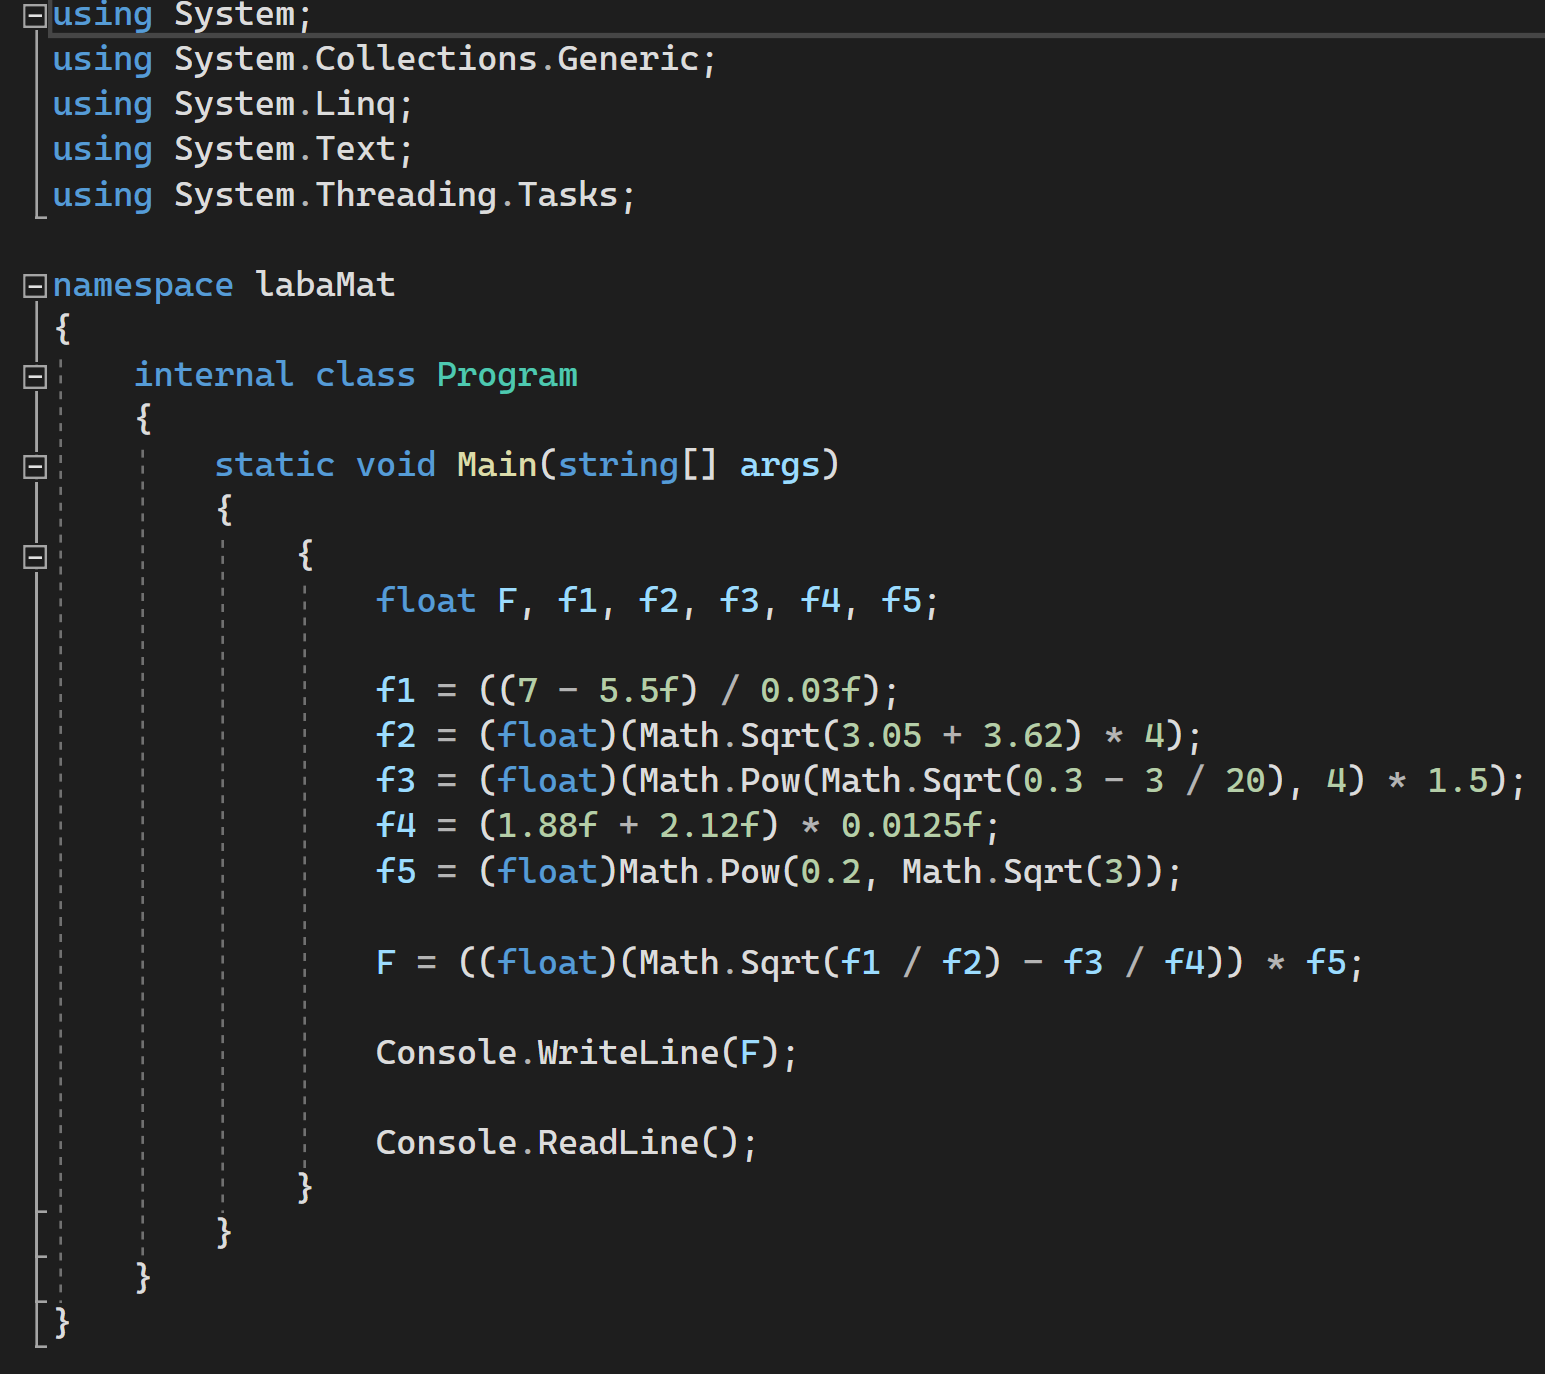 using System;
using System.Collections.Generic;
using System.Linq;
using System.Text;
using System.Threading.Tasks;
namespace labaMat
{
internal class Program
{
static void Main(string[] args)
{
{
float F, f1, f2, f3, f4, f5;
f1 = ((7 - 5.5f) / 0.03f);
f2 = (float)(Math.Sqrt(3.05 + 3.62) * 4);
f3 = (float)(Math.Pow(Math.Sqrt(0.3 - 3 / 20), 4) * 1.5);
f4 = (1.88f + 2.12f) * 0.0125f;
f5 = (float)Math.Pow(0.2, Math.Sqrt(3));
F = ((float)(Math.Sqrt(f1 / f2) - f3 / f4)) * f5;
Console.WriteLine(F);
Console.ReadLine();
}
}
}
}